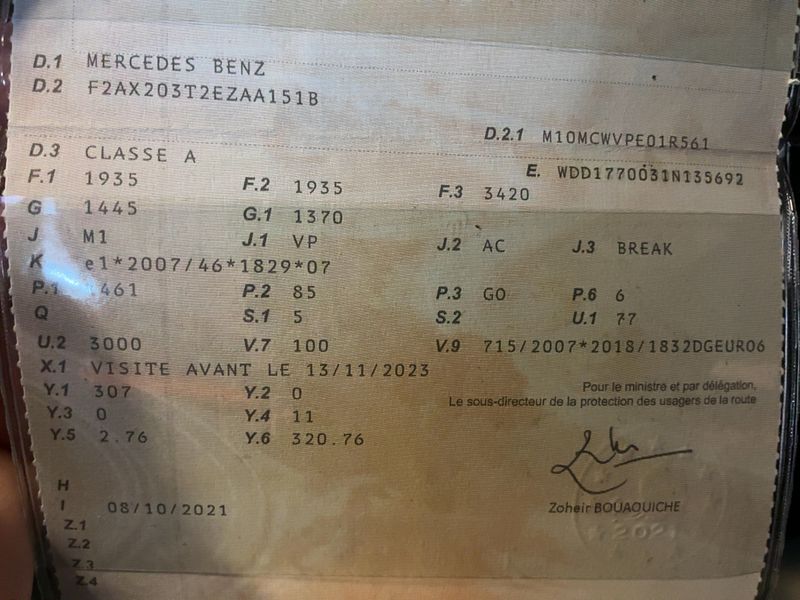 D.1 MERCEDES BENZ
D.2 F2AX203T2EZAA151B
D.2.1 M10MCWVPE01R561
D.3 CLASSE A
E. WDD1770031N135692
F.1 1935 F.2 1935 F.3 3420
G 1445 G.1 1370
J M1 J.1 VP J.2 AC J.3 BREAK
K e1*2007/46*1829*07
P.1 1461 P.2 85 P.3 GO P.6 6
Q S.1 5 S.2 U.1 77
U.2 3000 V.7 100 V.9 715/2007*2018/1832DGEURO6
X.1 VISITE AVANT LE 13/11/2023
Y.1 307 Y.2 0
Pour le ministre et par délégation,
Le sous-directeur de la protection des usagers de la route
Y.3 0 Y.4 11
Y.5 2.76 Y.6 320.76
H
I 08/10/2021
Zoheir BOUAOUICHE
Z.1
Z.2
Z.3
Z.4